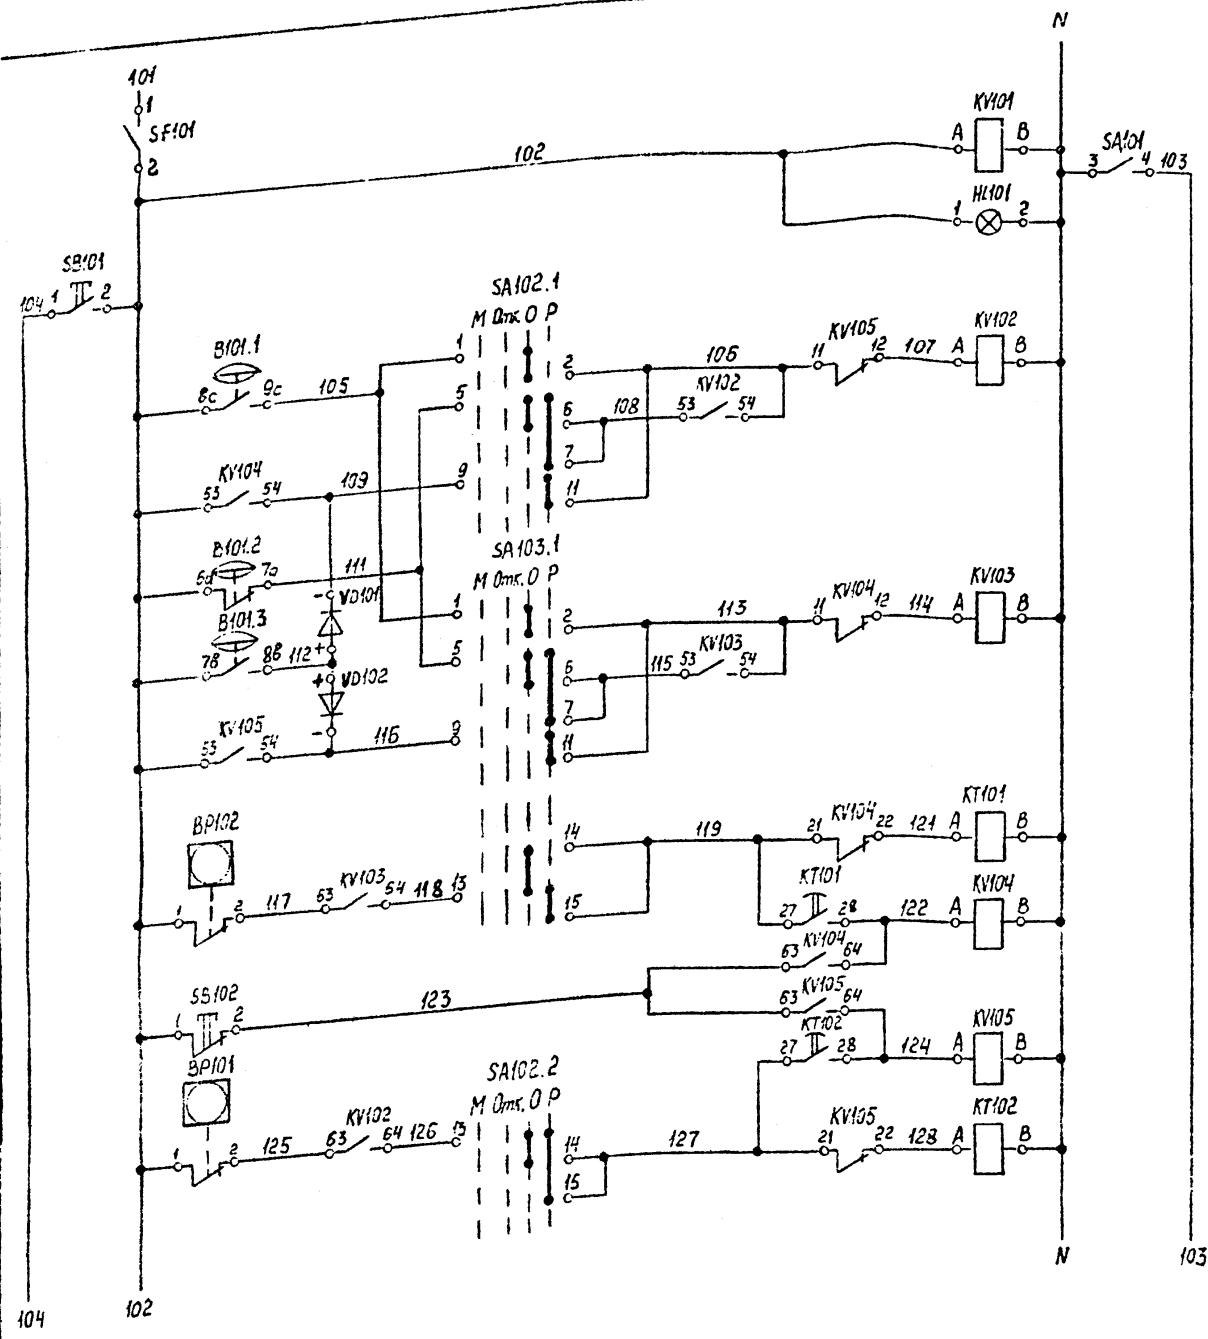 N
101
1
SF101
2
102
KV101
A B
SA101
3 4 103
HL101
1 2
SB101
104 1 2
SA102.1
М Отк. О Р
B101.1
8c 9c 105
1
5
2
6
7
106
KV102
108 53 54
KV105
11 12 107
KV102
A B
KV104
53 54 109
9
11
B101.2
6d 7a 111
SA103.1
М Отк. О Р
- VD101
+
B101.3
7B 8B 112
+ VD102
-
1
5
2
6
7
113
KV103
115 53 54
KV104
11 12 114
KV103
A B
KV105
53 54 116
9
11
BP102
1 2 117
KV103
63 54 118 13
14
15
119
KV104
21 22 121
KT101
A B
KT101
27 28 122
KV104
A B
KV104
63 64
SB102
1 2 123
KV105
63 64
KT102
27 28 124
KV105
A B
BP101
1 2 125
KV102
63 64 126 13
SA102.2
М Отк. О Р
14
15
127
KV105
21 22 128
KT102
A B
104
102
N
103